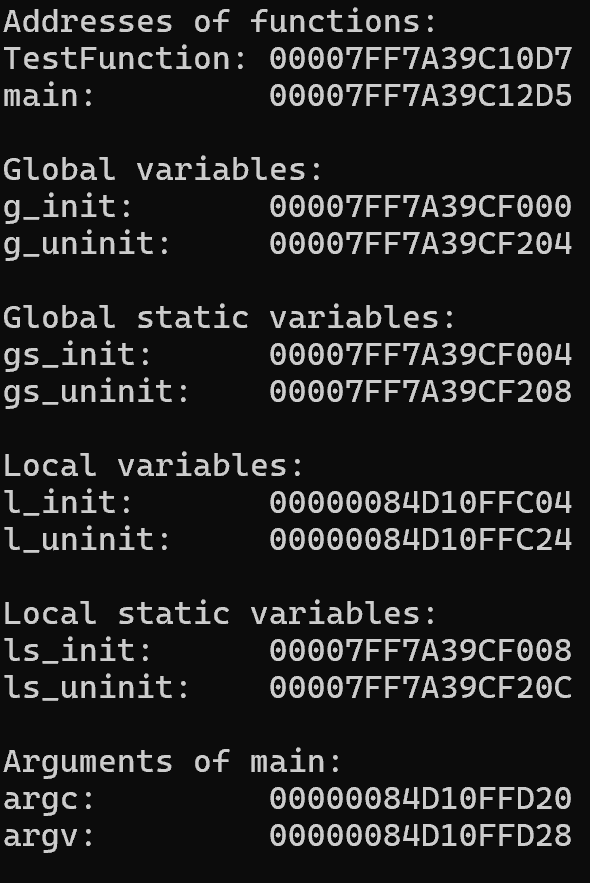 Addresses of functions:
TestFunction: 00007FF7A39C10D7
main: 00007FF7A39C12D5
Global variables:
g_init: 00007FF7A39CF000
g_uninit: 00007FF7A39CF204
Global static variables:
gs_init: 00007FF7A39CF004
gs_uninit: 00007FF7A39CF208
Local variables:
l_init: 00000084D10FFC04
l_uninit: 00000084D10FFC24
Local static variables:
ls_init: 00007FF7A39CF008
ls_uninit: 00007FF7A39CF20C
Arguments of main:
argc: 00000084D10FFD20
argv: 00000084D10FFD28